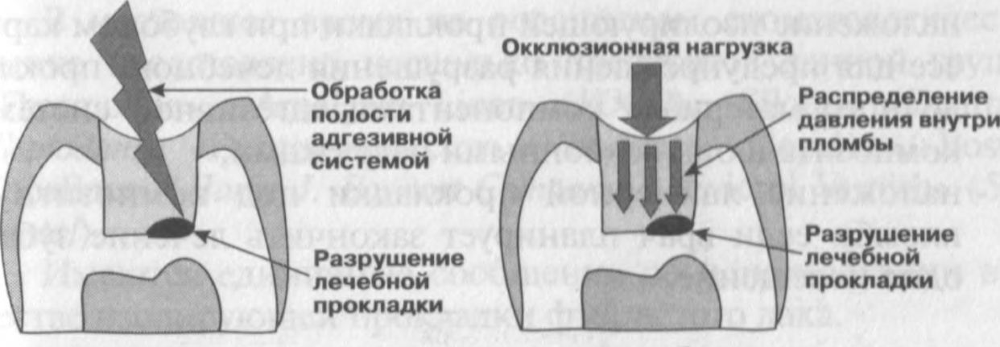 Обработка
полости
адгезивной
системой
Разрушение
лечебной
прокладки
Окклюзионная нагрузка
Распределение
давления внутри
пломбы
Разрушение
лечебной
прокладки